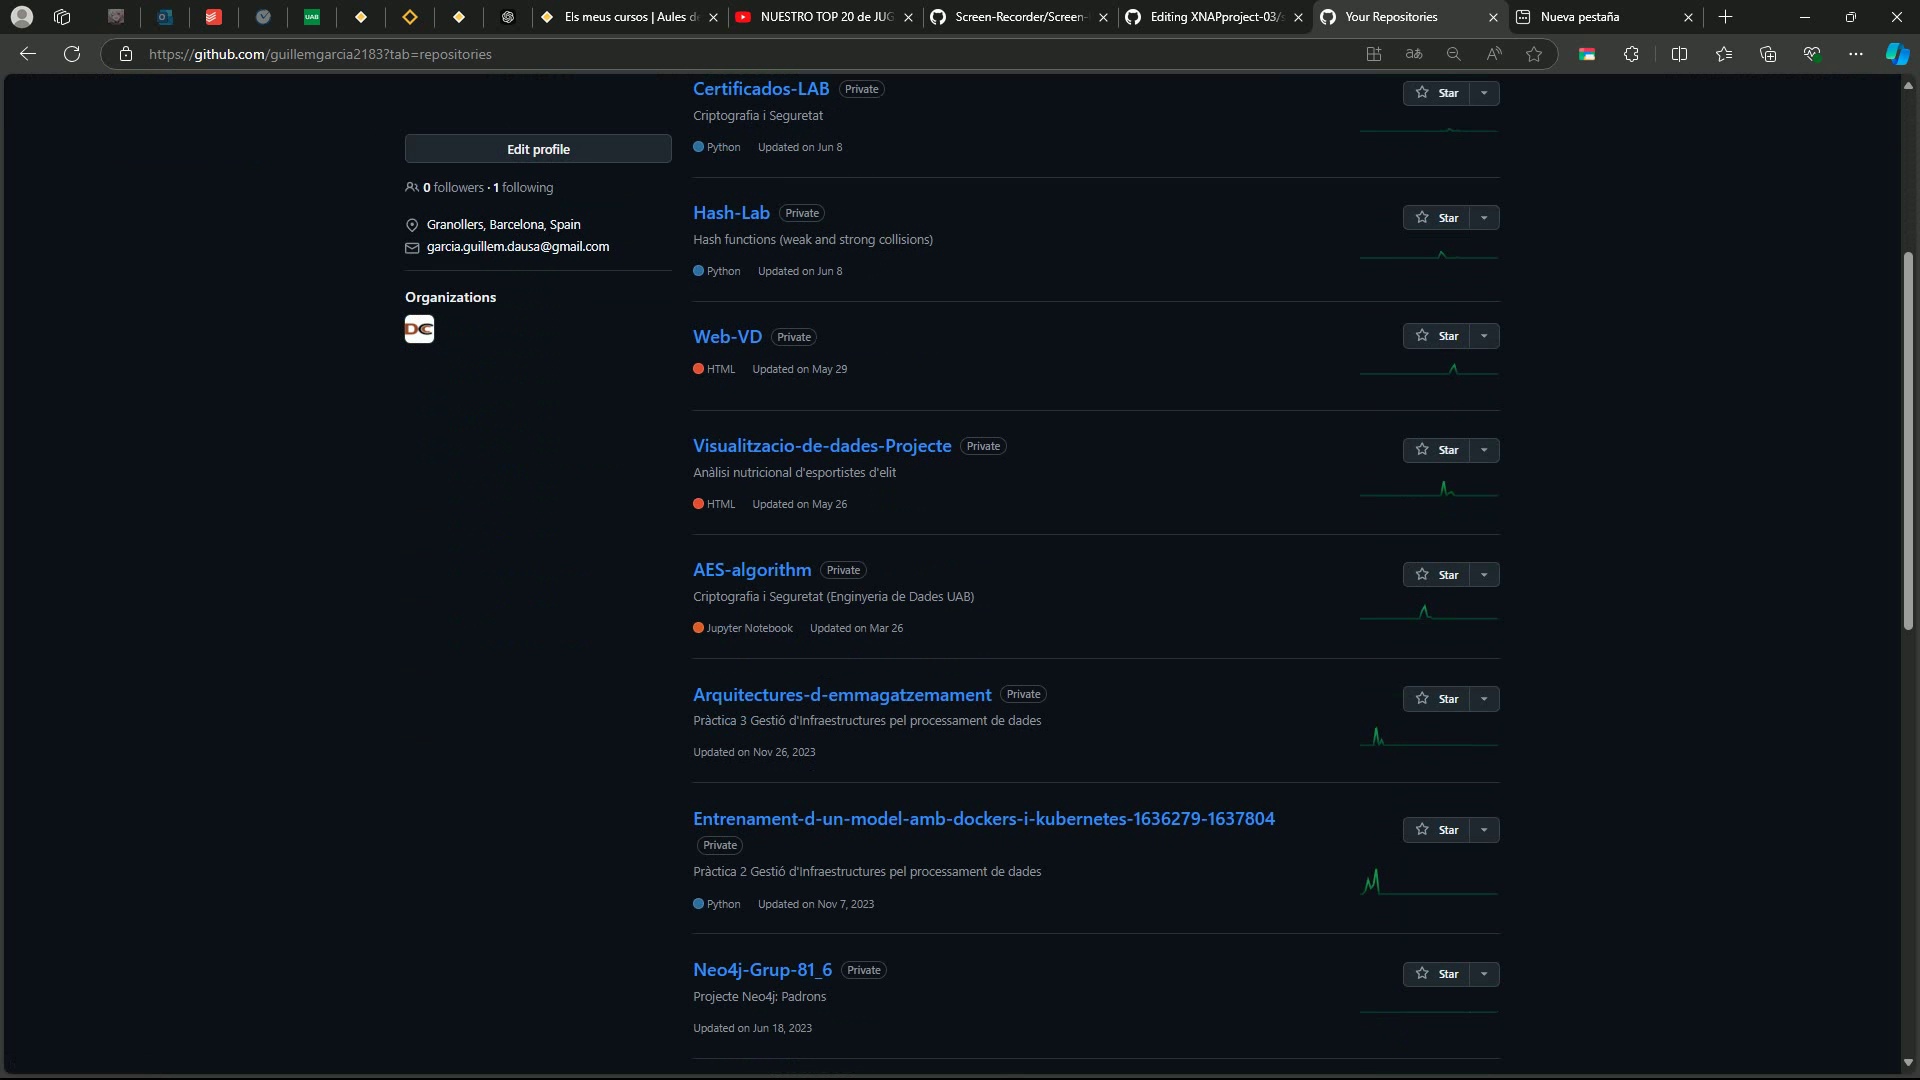 UAB
Els meus cursos | Aules d
NUESTRO TOP 20 de JUG
Screen-Recorder/Screen-
Editing XNAPproject-03/s
Your Repositories
Nueva pestaña
https://github.com/guillemgarcia2183?tab=repositories
Edit profile
0 followers · 1 following
Granollers, Barcelona, Spain
garcia.guillem.dausa@gmail.com
Organizations
DC
Certificados-LAB Private
Star
Criptografia i Seguretat
Python Updated on Jun 8
Hash-Lab Private
Star
Hash functions (weak and strong collisions)
Python Updated on Jun 8
Web-VD Private
Star
HTML Updated on May 29
Visualitzacio-de-dades-Projecte Private
Star
Anàlisi nutricional d'esportistes d'elit
HTML Updated on May 26
AES-algorithm Private
Star
Criptografia i Seguretat (Enginyeria de Dades UAB)
Jupyter Notebook Updated on Mar 26
Arquitectures-d-emmagatzemament Private
Star
Pràctica 3 Gestió d'Infraestructures pel processament de dades
Updated on Nov 26, 2023
Entrenament-d-un-model-amb-dockers-i-kubernetes-1636279-1637804
Star
Private
Pràctica 2 Gestió d'Infraestructures pel processament de dades
Python Updated on Nov 7, 2023
Neo4j-Grup-81_6 Private
Star
Projecte Neo4j: Padrons
Updated on Jun 18, 2023